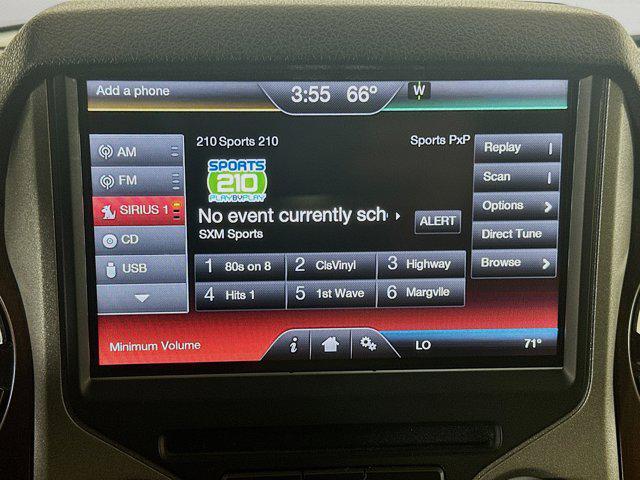 Add a phone 3:55 66° W
210 Sports 210 Sports PxP
SPORTS
210
PLAYBYPLAY
No event currently sch
SXM Sports
ALERT
AM
FM
SIRIUS 1
CD
USB
Replay
Scan
Options
Direct Tune
Browse
1 80s on 8 2 ClsVinyl 3 Highway
4 Hits 1 5 1st Wave 6 Margvlle
Minimum Volume i LO 71°